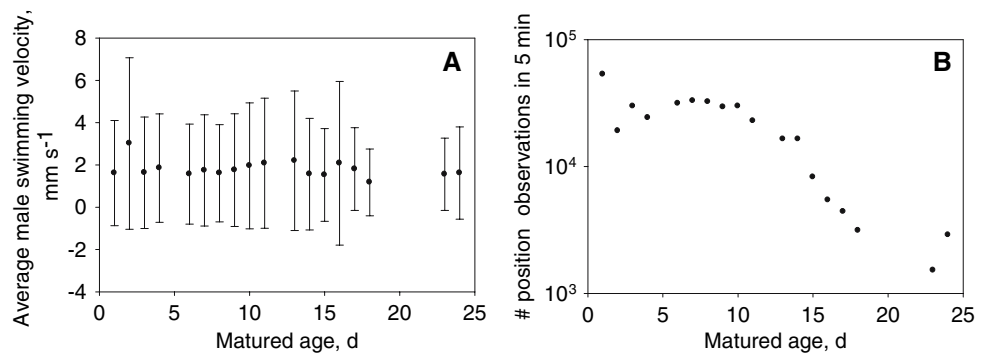 Average male swimming velocity,
mm s-1
8
6
4
2
0
-2
-4
A
0 5 10 15 20 25
Matured age, d
# position observations in 5 min
10^5
10^4
10^3
B
0 5 10 15 20 25
Matured age, d